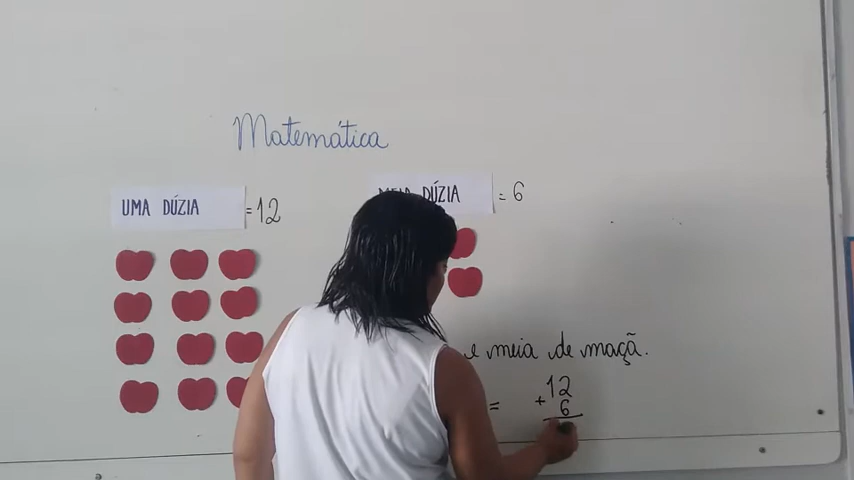 Matemática
UMA DÚZIA = 12
DÚZIA = 6
e meia de maçã.
= 12
+ 6